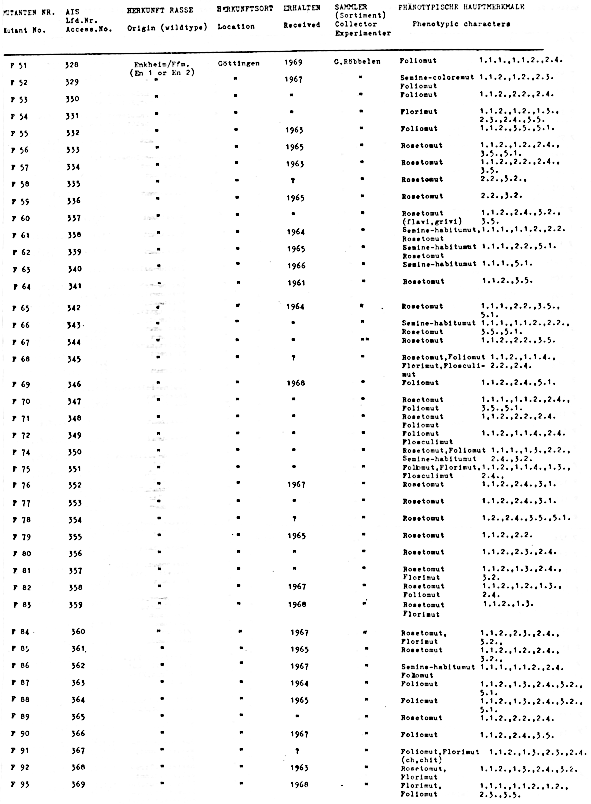 MUTANTEN NR. AIS HERKUNFT RASSE HERKUNFTSORT ERHALTEN SAMMLER PHÄNOTYPISCHE HAUPTMERKMALE
Lfd.Nr. (Sortiment)
Mutant No. Access.No. Origin (wildtype) Location Received Collector Phenotypic characters
Experimenter
F 51 328 Enkheim/Ffm. Göttingen 1969 G.Röbbelen Foliomut 1.1.1.,1.1.2.,2.4.
F 52 329 (En 1 or En 2) " 1967 " Semine-coloremut 1.1.2.,1.2.,2.3.
Foliomut
F 53 330 " " " " Foliomut 1.1.2.,2.2.,2.4.
F 54 331 " " " " Florimut 1.1.2.,1.2.,1.3.,
2.3.,2.4.,3.5.
F 55 332 " " 1963 " Foliomut 1.1.2.,3.5.,5.1.
F 56 333 " " 1965 " Rosetomut 1.1.2.,1.2.,2.4.,
3.5.,5.1.
F 57 334 " " 1963 " Rosetomut 1.1.2.,2.2.,2.4.,
3.5.
F 58 335 " " ? " Rosetomut 2.2.,3.2.,
F 59 336 " " 1965 " Rosetomut 2.2.,3.2.
F 60 337 " " " " Rosetomut 1.1.2.,2.4.,3.2.,
(flavi,grivi) 3.5.
F 61 338 " " 1964 " Semine-habitumut,1.1.1.,1.1.2.,2.2.
Rosetomut
F 62 339 " " 1965 " Semine-habitumut 1.1.1.,2.2.,5.1.
Rosetomut
F 63 340 " " 1966 " Semine-habitumut 1.1.1.,5.1.
F 64 341 " " 1961 " Rosetomut 1.1.2.,3.5.
F 65 342 " " 1964 " Rosetomut 1.1.1.,2.2.,3.5.,
5.1.
F 66 343 " " " " Semine-habitumut 1.1.1.,1.1.2.,2.2.,
Rosetomut 3.5.,5.1.
F 67 344 " " " "" Rosetomut 1.1.2.,2.2.,3.5.
F 68 345 " " ? " Rosetomut,Foliomut 1.1.2.,1.1.4.,
Florimut,Flosculi- 2.2.,2.4.
mut
F 69 346 " " 1968 " Foliomut 1.1.2.,2.4.,5.1.
F 70 347 " " " " Rosetomut 1.1.1.,1.1.2.,2.4.,
Foliomut 3.5.,5.1.
F 71 348 " " " " Rosetomut 1.1.2.,2.2.,2.4.
Foliomut
F 72 349 " " " " Foliomut 1.1.2.,1.1.4.,2.4.
Flosculimut
F 74 350 " " " " Rosetomut,Foliomut 1.1.1.,1.3.,2.2.,
Semine-habitumut 2.4.,3.2.
F 75 351 " " " " Foliomut,Florimut,1.1.2.,1.1.4.,1.3.,
Flosculimut 2.4.,
F 76 352 " " 1967 " Rosetomut 1.1.2.,2.4.,3.1.
F 77 353 " " " " Rosetomut 1.1.2.,2.4.,3.1.
F 78 354 " " ? " Rosetomut 1.2.,2.4.,3.5.,5.1.
F 79 355 " " 1965 " Rosetomut 1.1.2.,2.2.
F 80 356 " " " " Rosetomut 1.1.2.,2.3.,2.4.
F 81 357 " " " " Rosetomut 1.1.2.,1.3.,2.4.,
Florimut 3.2.
F 82 358 " " 1967 " Rosetomut 1.1.2.,1.2.,1.3.,
Foliomut 2.4.
F 83 359 " " 1968 " Rosetomut 1.1.2.,1.3.
Florimut
F 84 360 " " 1967 " Rosetomut, 1.1.2.,2.3.,2.4.,
Florimut 3.2.,
F 85 361 " " 1965 " Rosetomut 1.1.2.,1.2.,2.4.,
3.2.,
F 86 362 " " 1967 " Semine-habitumut 1.1.1.,1.1.2.,2.4.
Foliomut
F 87 363 " " 1964 " Foliomut 1.1.2.,1.3.,2.4.,3.2.,
5.1.
F 88 364 " " 1965 " Foliomut 1.1.2.,1.3.,2.4.,3.2.,
5.1.
F 89 365 " " " " Rosetomut 1.1.2.,2.2.,2.4.
F 90 366 " " 1967 " Foliomut 1.1.2.,2.4.,3.5.
F 91 367 " " ? " Foliomut,Florimut 1.1.2.,1.3.,2.3.,2.4.
(ch,chit)
F 92 368 " " 1963 " Rosetomut, 1.1.2.,1.3.,2.4.,3.2.
Florimut
F 93 369 " " 1968 " Florimut, 1.1.1.,1.1.2.,1.2.,
Foliomut 2.3.,3.5.